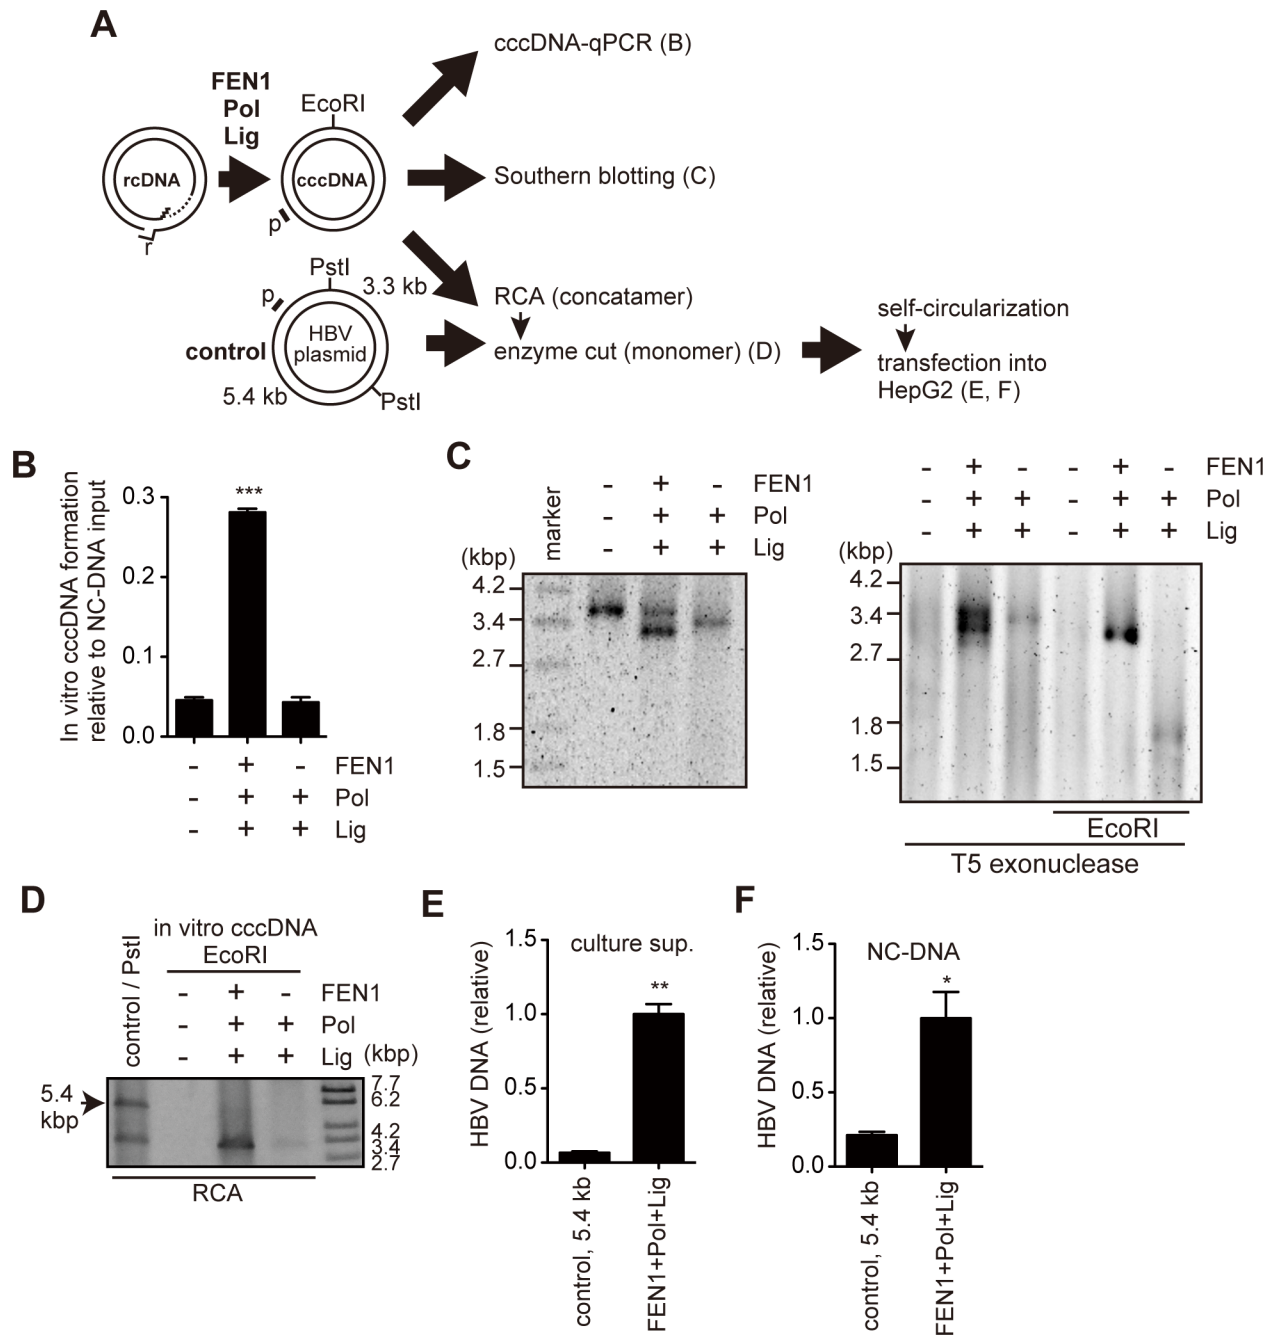 A
FEN1
Pol
Lig
rcDNA
r
EcoRI
cccDNA
p
cccDNA-qPCR (B)
Southern blotting (C)
PstI
3.3 kb
p
HBV
plasmid
control
5.4 kb
PstI
RCA (concatamer)
enzyme cut (monomer) (D)
self-circularization
transfection into
HepG2 (E, F)
B
In vitro cccDNA formation
relative to NC-DNA input
0.3
0.2
0.1
0.0
***
- + - FEN1
- + + Pol
- + + Lig
C
marker
- + - FEN1
- + + Pol
- + + Lig
(kbp)
4.2
3.4
2.7
1.8
1.5
- + - - + - FEN1
- + + - + + Pol
- + + - + + Lig
(kbp)
4.2
3.4
2.7
1.8
1.5
EcoRI
T5 exonuclease
D
control / PstI
in vitro cccDNA
EcoRI
- + - FEN1
- + + Pol
- + + Lig (kbp)
5.4
kbp
7.7
6.2
4.2
3.4
2.7
RCA
E
HBV DNA (relative)
1.5
1.0
0.5
0.0
culture sup.
**
control, 5.4 kb
FEN1+Pol+Lig
F
HBV DNA (relative)
1.5
1.0
0.5
0.0
NC-DNA
*
control, 5.4 kb
FEN1+Pol+Lig